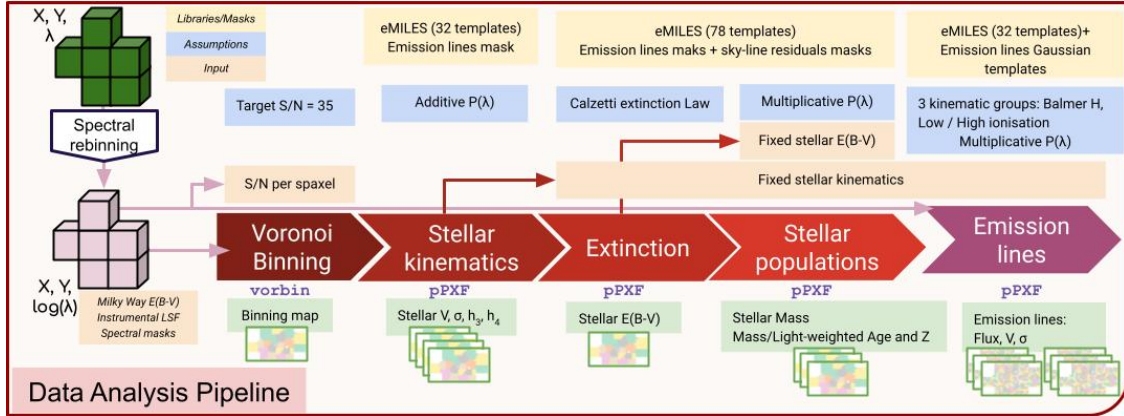 X, Y,
λ
Libraries/Masks
Assumptions
Input
eMILES (32 templates)
Emission lines mask
eMILES (78 templates)
Emission lines maks + sky-line residuals masks
eMILES (32 templates)+
Emission lines Gaussian
templates
Target S/N = 35
Additive P(λ)
Calzetti extinction Law
Multiplicative P(λ)
3 kinematic groups: Balmer H,
Low / High ionisation
Multiplicative P(λ)
Spectral
rebinning
Fixed stellar E(B-V)
S/N per spaxel
Fixed stellar kinematics
Voronoi
Binning
Stellar
kinematics
Extinction
Stellar
populations
Emission
lines
X, Y,
log(λ)
Milky Way E(B-V)
Instrumental LSF
Spectral masks
vorbin
pPXF
pPXF
pPXF
pPXF
Binning map
Stellar V, σ, h₃, h₄
Stellar E(B-V)
Stellar Mass
Mass/Light-weighted Age and Z
Emission lines:
Flux, V, σ
Data Analysis Pipeline